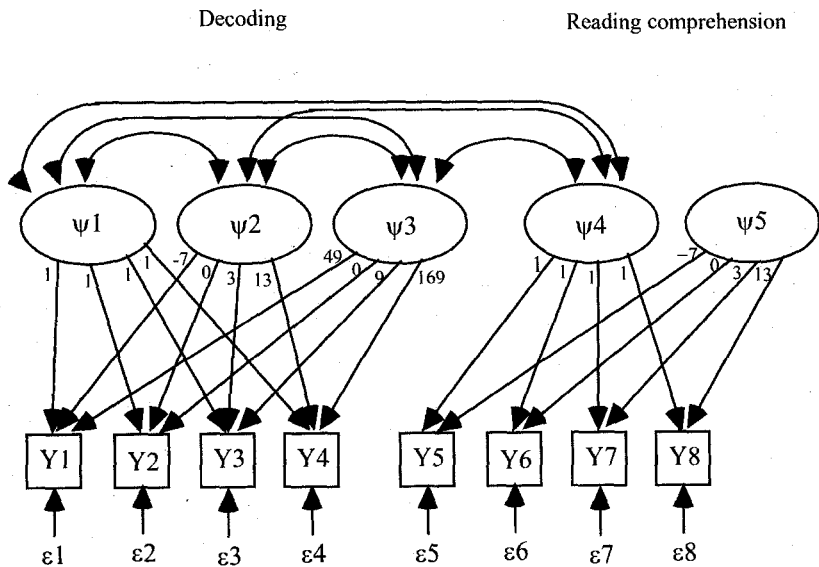 Decoding Reading comprehension
ψ1 ψ2 ψ3 ψ4 ψ5
1 1 1 1 -7 0 3 13 49 0 9 169 1 1 1 1 -7 0 3 13
Y1 Y2 Y3 Y4 Y5 Y6 Y7 Y8
ε1 ε2 ε3 ε4 ε5 ε6 ε7 ε8